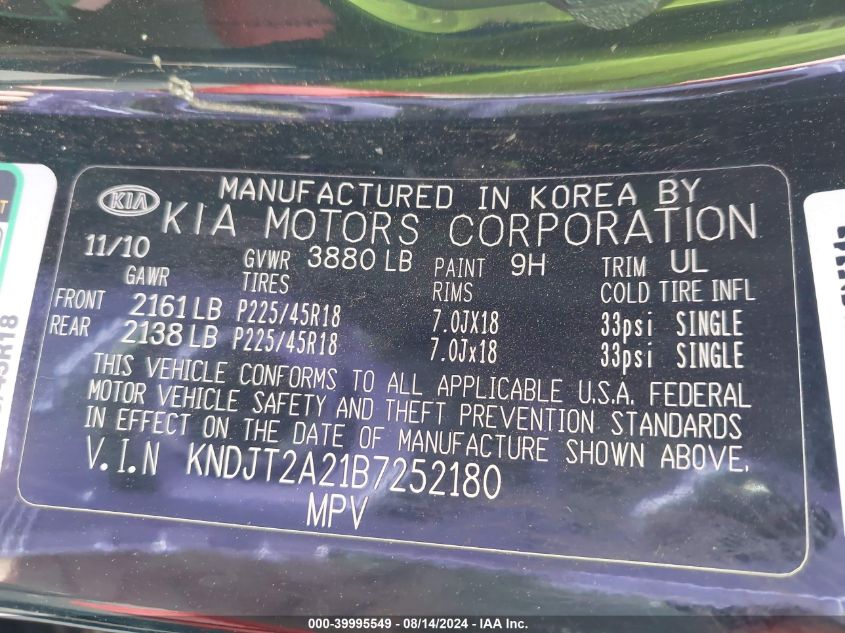 MANUFACTURED IN KOREA BY
KIA KIA MOTORS CORPORATION
11/10 GVWR 3880 LB PAINT 9H TRIM UL
GAWR TIRES RIMS COLD TIRE INFL
FRONT 2161 LB P225/45R18 7.0JX18 33psi SINGLE
REAR 2138 LB P225/45R18 7.0Jx18 33psi SINGLE
THIS VEHICLE CONFORMS TO ALL APPLICABLE U.S.A. FEDERAL
MOTOR VEHICLE SAFETY AND THEFT PREVENTION STANDARDS
IN EFFECT ON THE DATE OF MANUFACTURE SHOWN ABOVE.
V.I.N KNDJT2A21B7252180
MPV
000-39995549 - 08/14/2024 - IAA Inc.